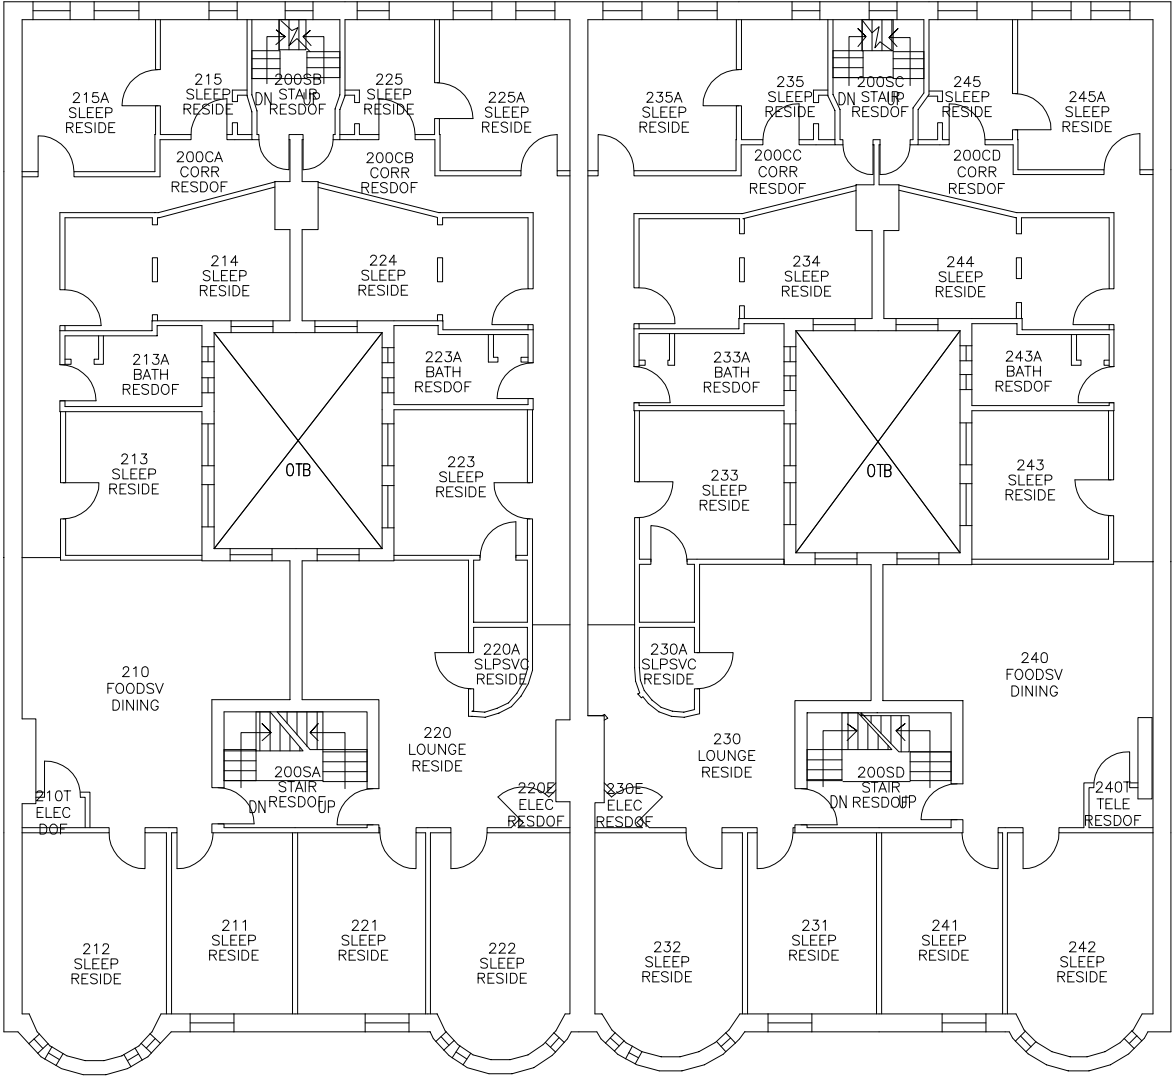 215A
SLEEP
RESIDE
215
SLEEP
RESIDE
200SB
STAIR
RESDOF
DN
UP
225
SLEEP
RESIDE
225A
SLEEP
RESIDE
235A
SLEEP
RESIDE
235
SLEEP
RESIDE
200SC
STAIR
RESDOF
DN
UP
245
SLEEP
RESIDE
245A
SLEEP
RESIDE
200CA
CORR
RESDOF
200CB
CORR
RESDOF
200CC
CORR
RESDOF
200CD
CORR
RESDOF
214
SLEEP
RESIDE
224
SLEEP
RESIDE
234
SLEEP
RESIDE
244
SLEEP
RESIDE
213A
BATH
RESDOF
223A
BATH
RESDOF
233A
BATH
RESDOF
243A
BATH
RESDOF
213
SLEEP
RESIDE
OTB
223
SLEEP
RESIDE
233
SLEEP
RESIDE
OTB
243
SLEEP
RESIDE
210
FOODSV
DINING
220A
SLPSVC
RESIDE
230A
SLPSVC
RESIDE
240
FOODSV
DINING
220
LOUNGE
RESIDE
230
LOUNGE
RESIDE
210T
ELEC
DOF
200SA
STAIR
RESDOF
DN
UP
220E
ELEC
RESDOF
230E
ELEC
RESDOF
200SD
STAIR
RESDOF
DN
UP
240T
TELE
RESDOF
212
SLEEP
RESIDE
211
SLEEP
RESIDE
221
SLEEP
RESIDE
222
SLEEP
RESIDE
232
SLEEP
RESIDE
231
SLEEP
RESIDE
241
SLEEP
RESIDE
242
SLEEP
RESIDE